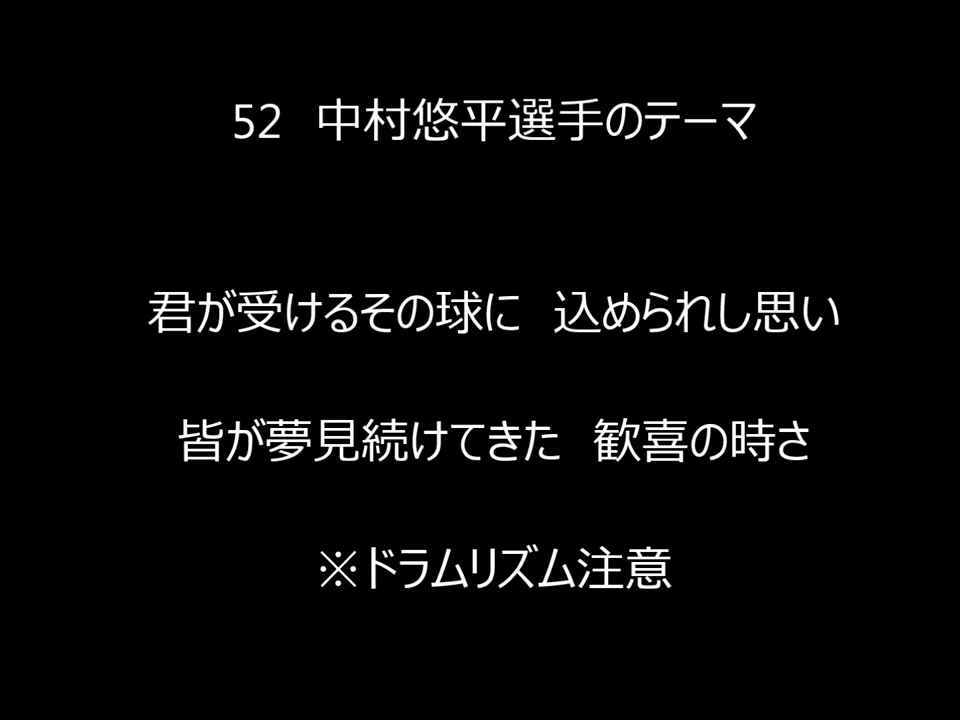 52　中村悠平選手のテーマ
君が受けるその球に　込められし思い
皆が夢見続けてきた　歓喜の時さ
※ドラムリズム注意